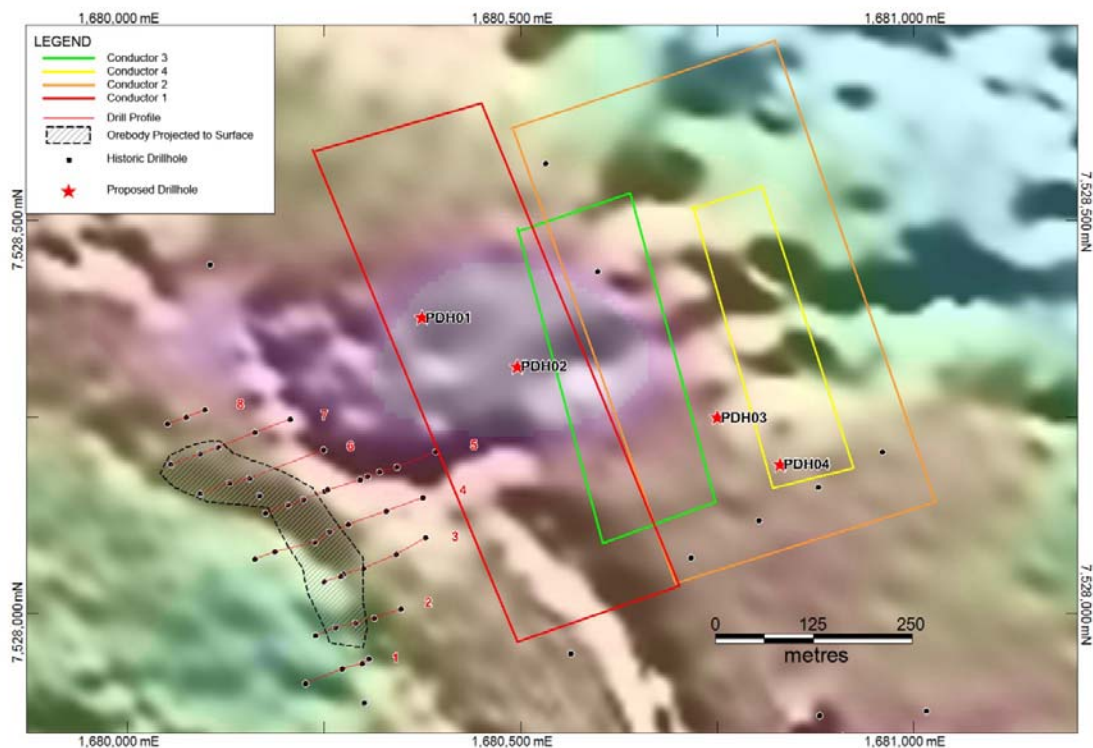 1,680,000 mE
1,680,500 mE
1,681,000 mE
LEGEND
Conductor 3
Conductor 4
Conductor 2
Conductor 1
Drill Profile
Orebody Projected to Surface
Historic Drillhole
Proposed Drillhole
7,528,500 mN
7,528,500 mN
PDH01
PDH02
PDH03
PDH04
8
7
6
5
4
3
2
1
7,528,000 mN
7,528,000 mN
0 125 250
metres
1,680,000 mE
1,680,500 mE
1,681,000 mE